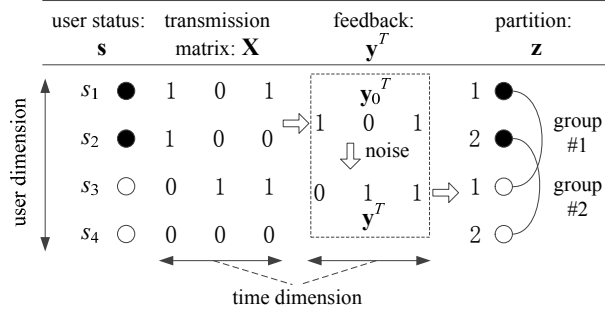 user status: transmission feedback: partition:
s matrix: X y^T z
s1 1 0 1 y0^T 1
1 0 1 group #1
s2 1 0 0 noise 2
s3 0 1 1 0 1 1 1 group #2
y^T
s4 0 0 0 2
user dimension
time dimension